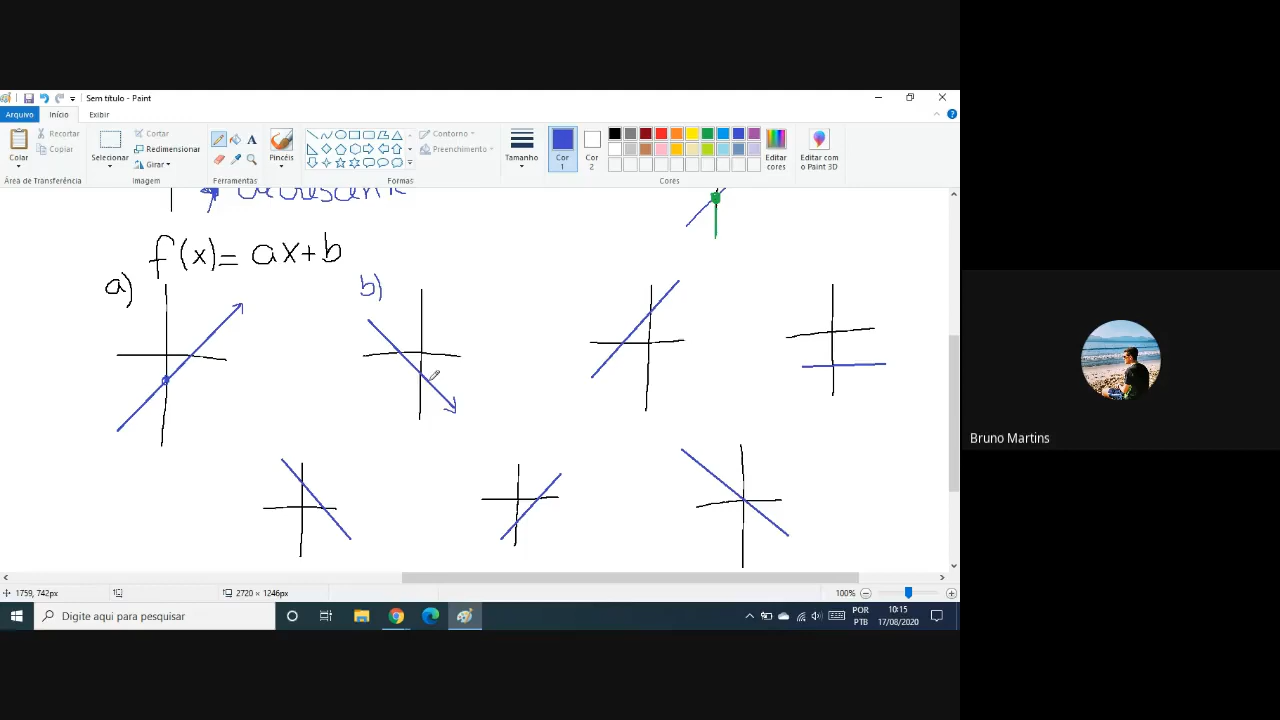 Sem título - Paint
Arquivo
Início
Exibir
Colar
Recortar
Copiar
Área de Transferência
Selecionar
Cortar
Redimensionar
Girar
Imagem
A
Ferramentas
Pincéis
Contorno
Preenchimento
Formas
Tamanho
Cor 1
Cor 2
Cores
Editar cores
Editar com o Paint 3D
f(x)= ax+b
a)
b)
Bruno Martins
1759, 742px
2720 × 1246px
100%
Digite aqui para pesquisar
POR
PTB
10:15
17/08/2020